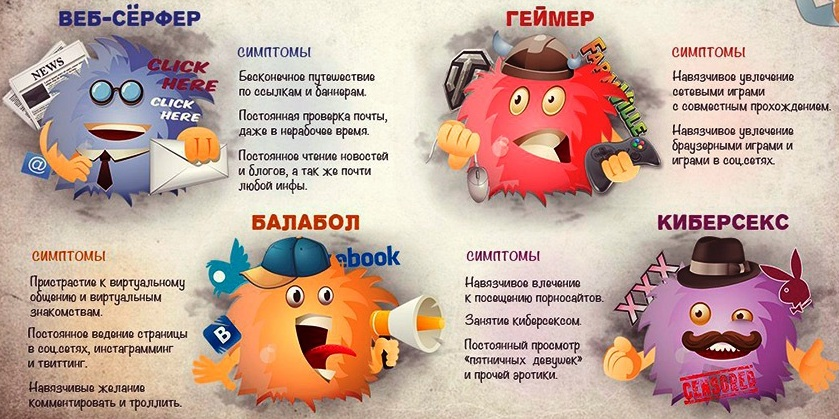 ВЕБ-СЁРФЕР
NEWS
CLICK
HERE
CLICK
HERE
@
СИМПТОМЫ
Бесконечное путешествие
по ссылкам и баннерам.
Постоянная проверка почты,
даже в нерабочее время.
Постоянное чтение новостей
и блогов, а так же почти
любой инфы.
ГЕЙМЕР
FARMVILLE
СИМПТОМЫ
Навязчивое увлечение
сетевыми играми
с совместным прохождением.
Навязчивое увлечение
браузерными играми и
играми в соц.сетях.
БАЛАБОЛ
ebook
В
СИМПТОМЫ
Пристрастие к виртуальному
общению и виртуальным
знакомствам.
Постоянное ведение страницы
в соц.сетях, инстаграмминг
и твиттинг.
Навязчивые желание
комментировать и троллить.
КИБЕРСЕКС
XXX
CENSORED
СИМПТОМЫ
Навязчивое влечение
к посещению порносайтов.
Занятие киберсексом.
Постоянный просмотр
«пятничных девушек»
и прочей эротики.